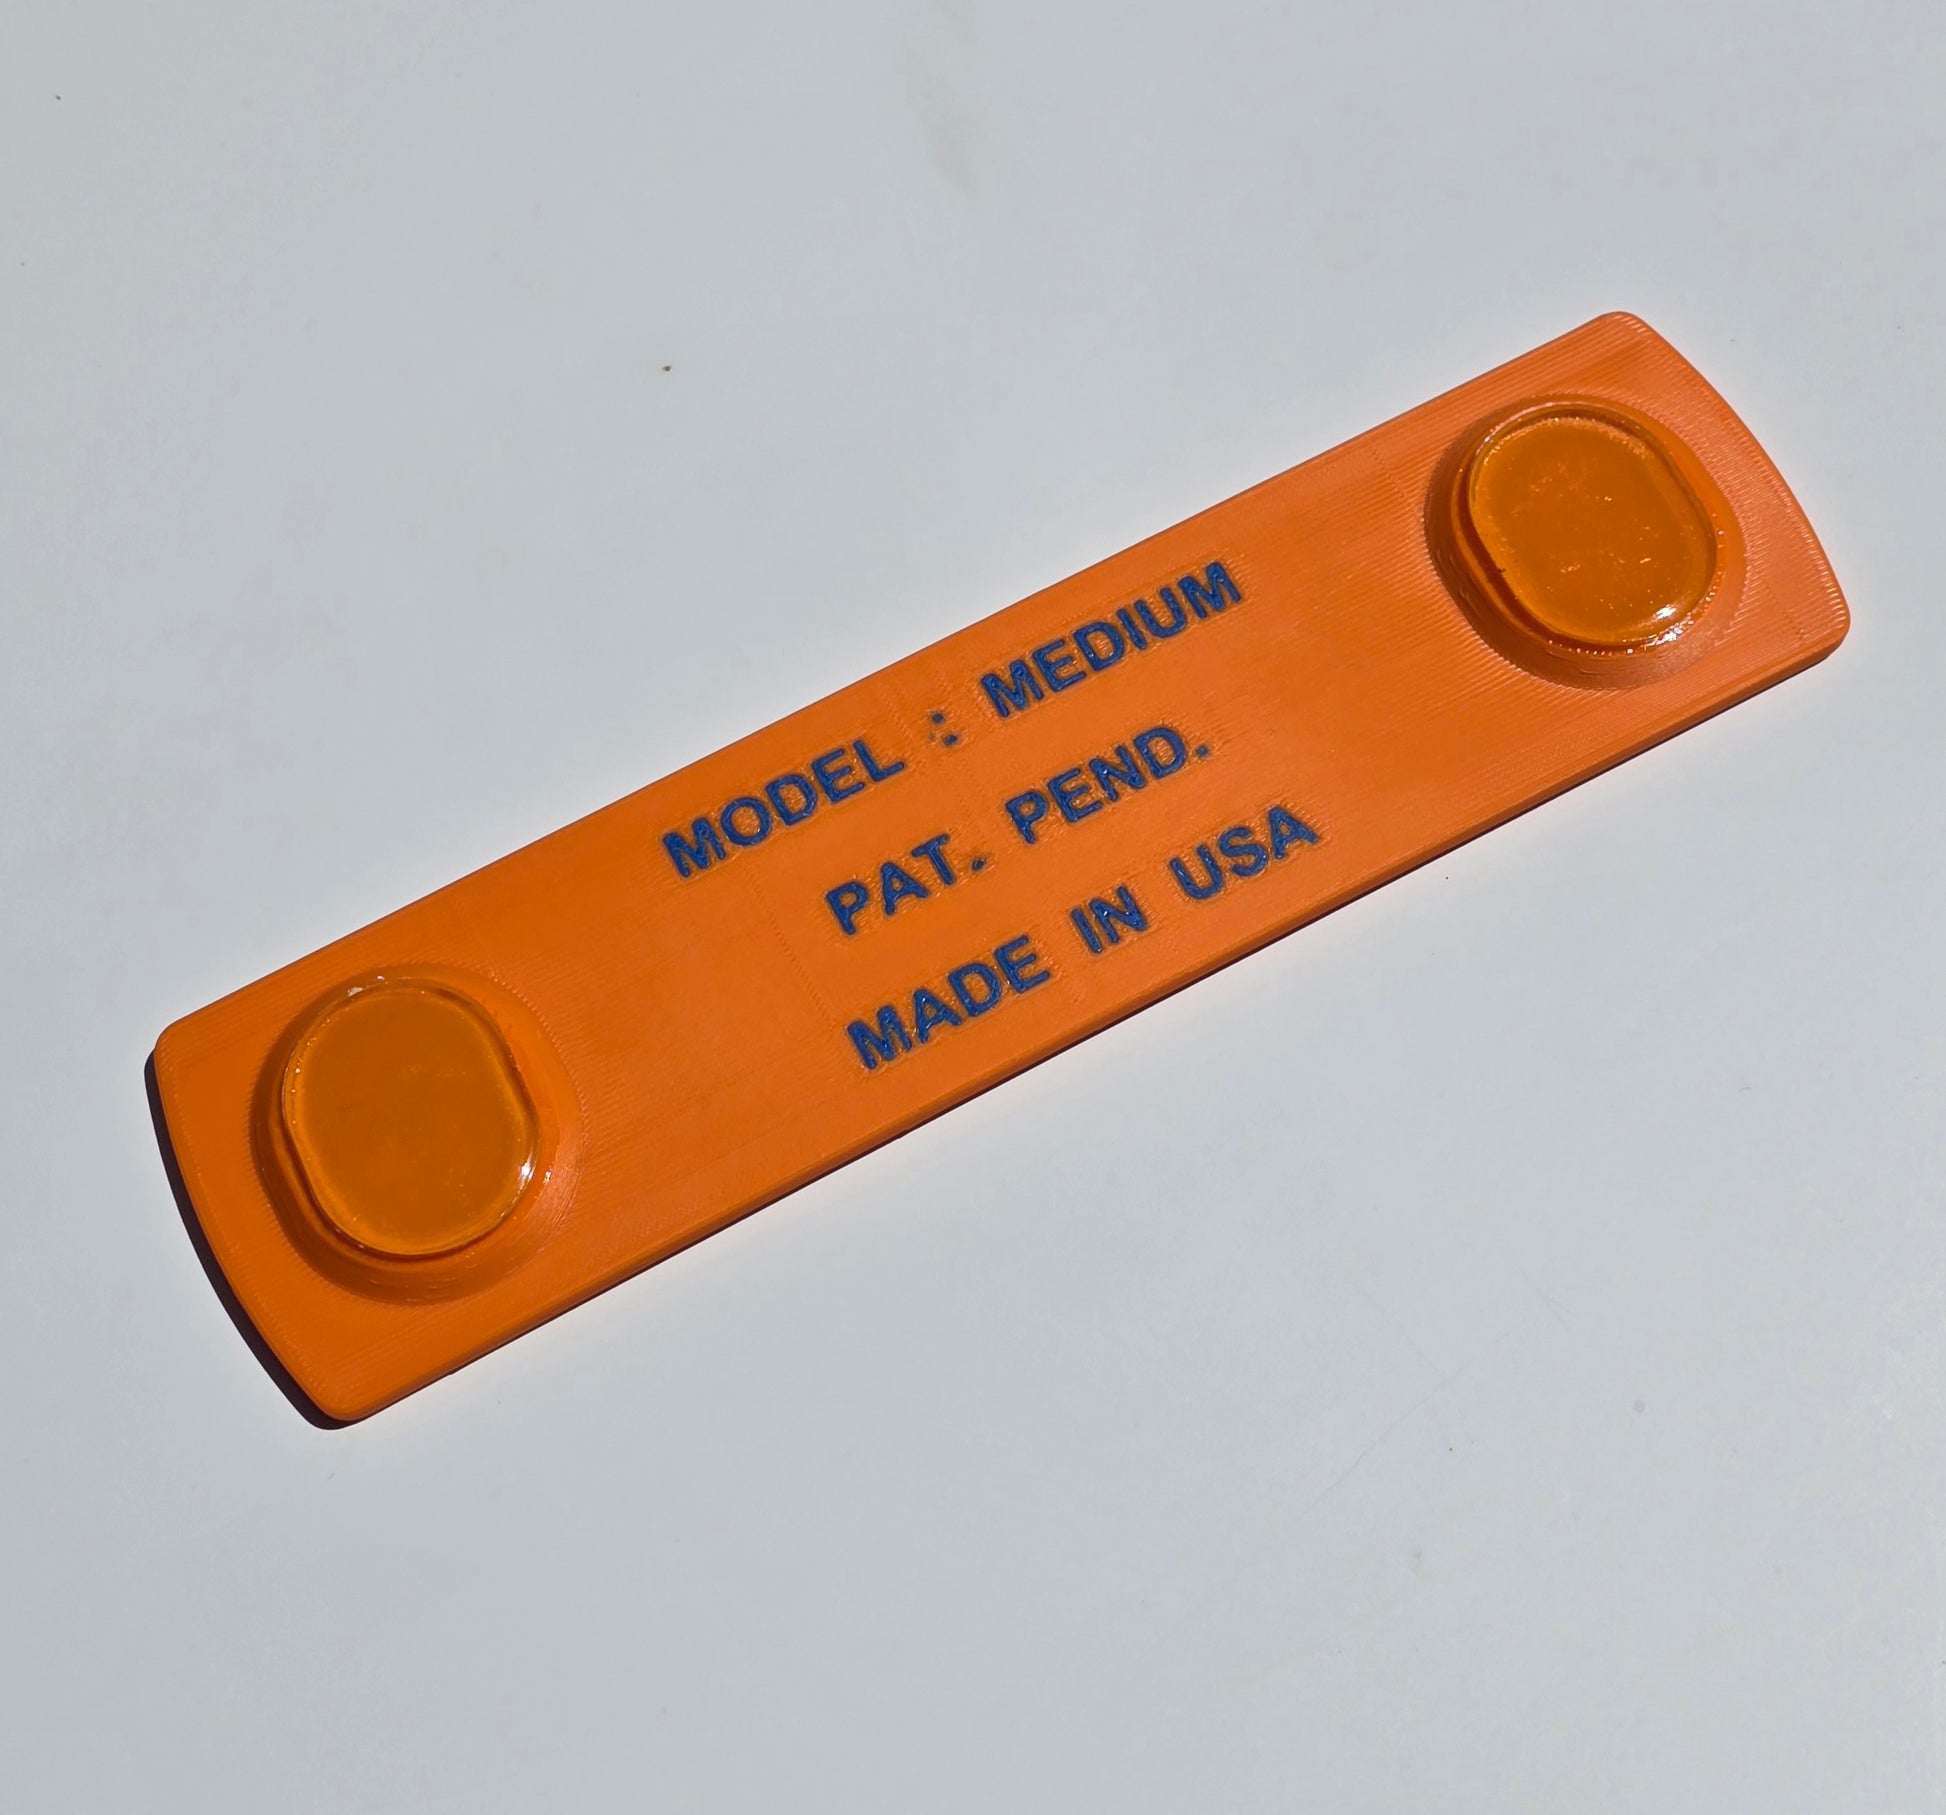 MODEL : MEDIUM
PAT. PEND.
MADE IN USA